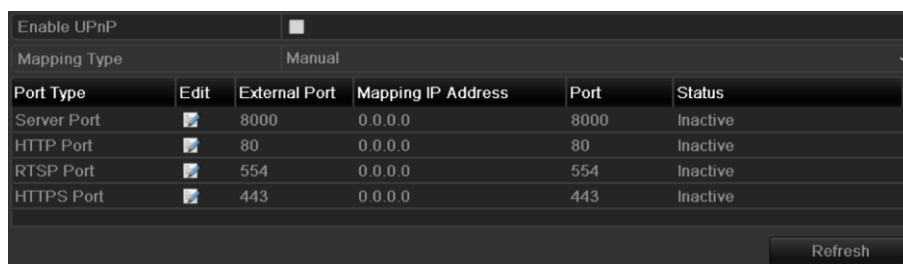 Enable UPnP
Mapping Type Manual
Port Type Edit External Port Mapping IP Address Port Status
Server Port 8000 0.0.0.0 8000 Inactive
HTTP Port 80 0.0.0.0 80 Inactive
RTSP Port 554 0.0.0.0 554 Inactive
HTTPS Port 443 0.0.0.0 443 Inactive
Refresh